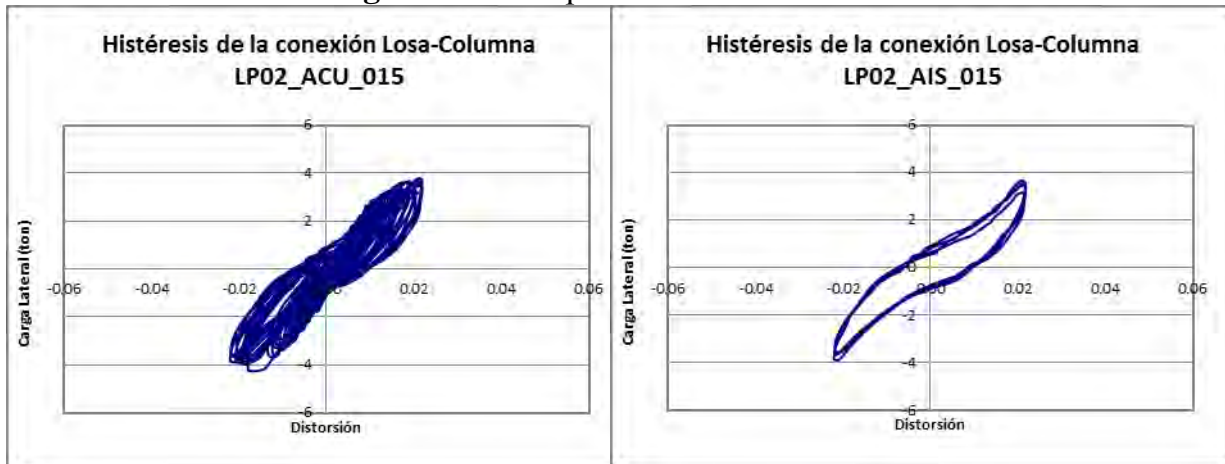 Histéresis de la conexión Losa-Columna
LP02_ACU_015
6
4
2
-0.06 -0.04 -0.02 0.00 0.02 0.04 0.06
-2
-4
-6
Carga Lateral (ton)
Distorsión
Histéresis de la conexión Losa-Columna
LP02_AIS_015
6
4
2
0
-0.06 -0.04 -0.02 0.00 0.02 0.04 0.06
-2
-4
-6
Carga Lateral (ton)
Distorsión